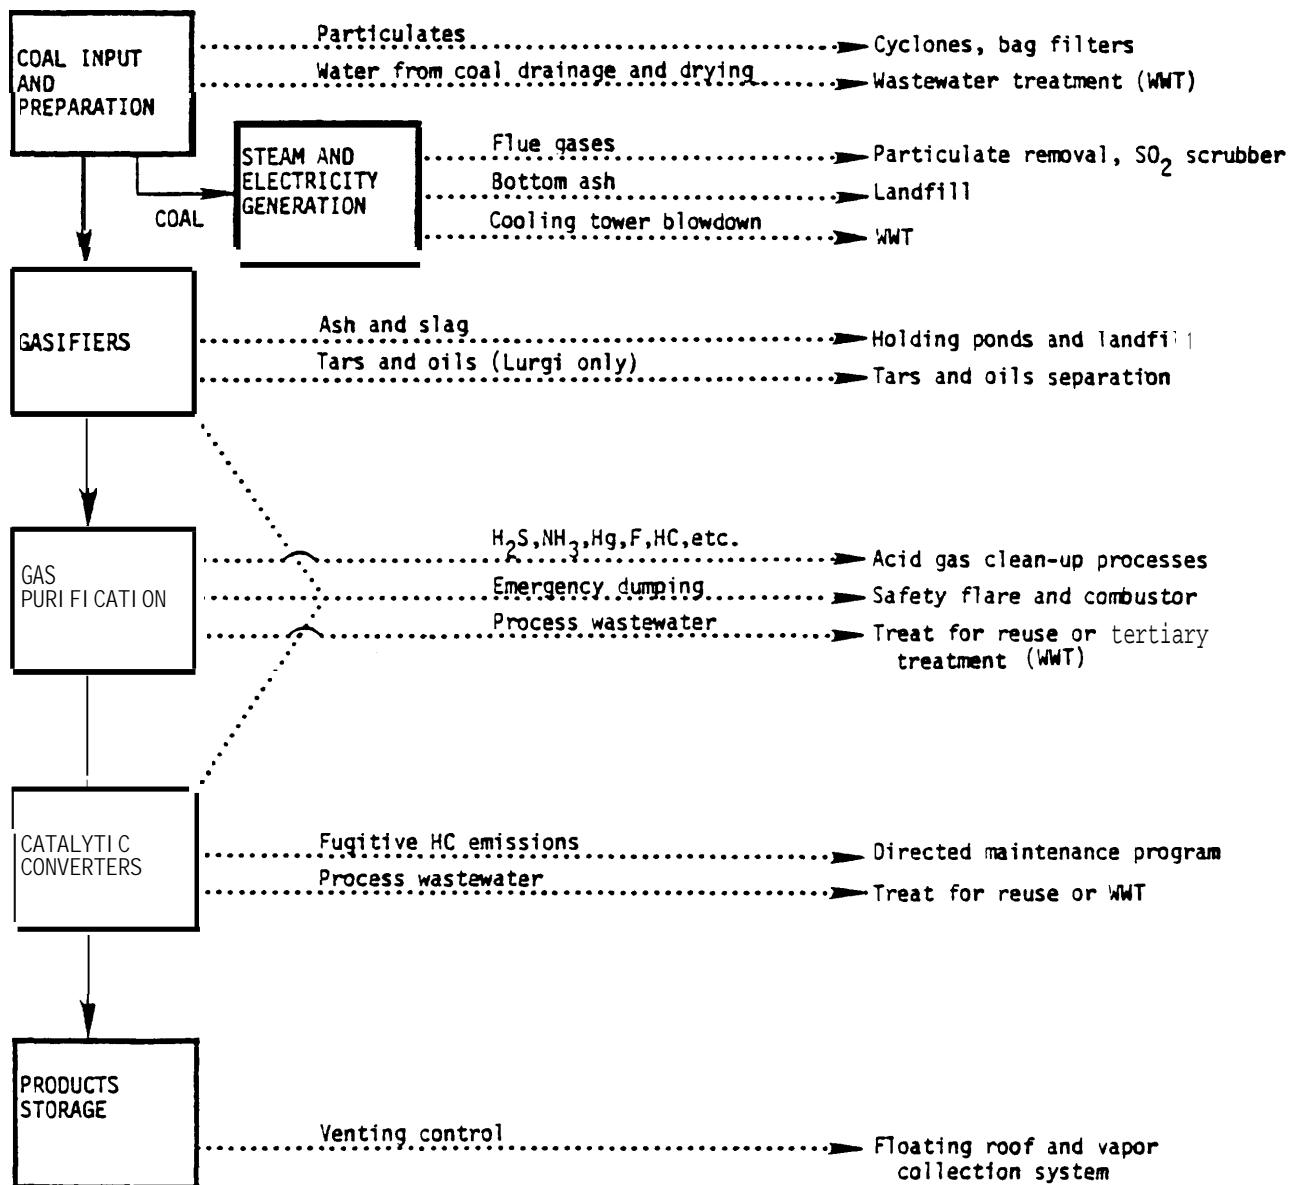 COAL INPUT
AND
PREPARATION
Particulates
Cyclones, bag filters
Water from coal drainage and drying
Wastewater treatment (WWT)
COAL
STEAM AND
ELECTRICITY
GENERATION
Flue gases
Particulate removal, SO2 scrubber
Bottom ash
Landfill
Cooling tower blowdown
WWT
GASIFIERS
Ash and slag
Holding ponds and landfill
Tars and oils (Lurgi only)
Tars and oils separation
GAS
PURIFICATION
H2S,NH3,Hg,F,HC,etc.
Acid gas clean-up processes
Emergency dumping
Safety flare and combustor
Process wastewater
Treat for reuse or tertiary
treatment (WWT)
CATALYTIC
CONVERTERS
Fugitive HC emissions
Directed maintenance program
Process wastewater
Treat for reuse or WWT
PRODUCTS
STORAGE
Venting control
Floating roof and vapor
collection system